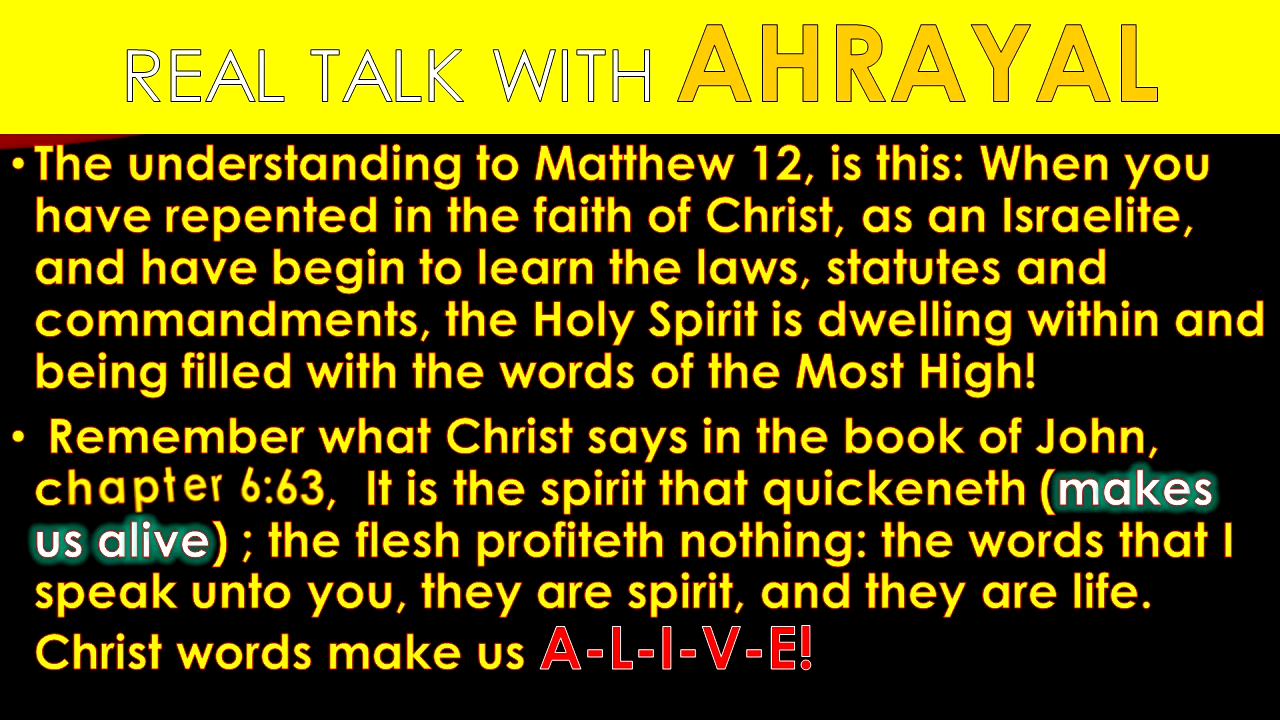 REAL TALK WITH AHRAYAL
• The understanding to Matthew 12, is this: When you
have repented in the faith of Christ, as an Israelite,
and have begin to learn the laws, statutes and
commandments, the Holy Spirit is dwelling within and
being filled with the words of the Most High!
• Remember what Christ says in the book of John,
chapter 6:63, It is the spirit that quickeneth (makes
us alive) ; the flesh profiteth nothing: the words that I
speak unto you, they are spirit, and they are life.
Christ words make us A-L-I-V-E!